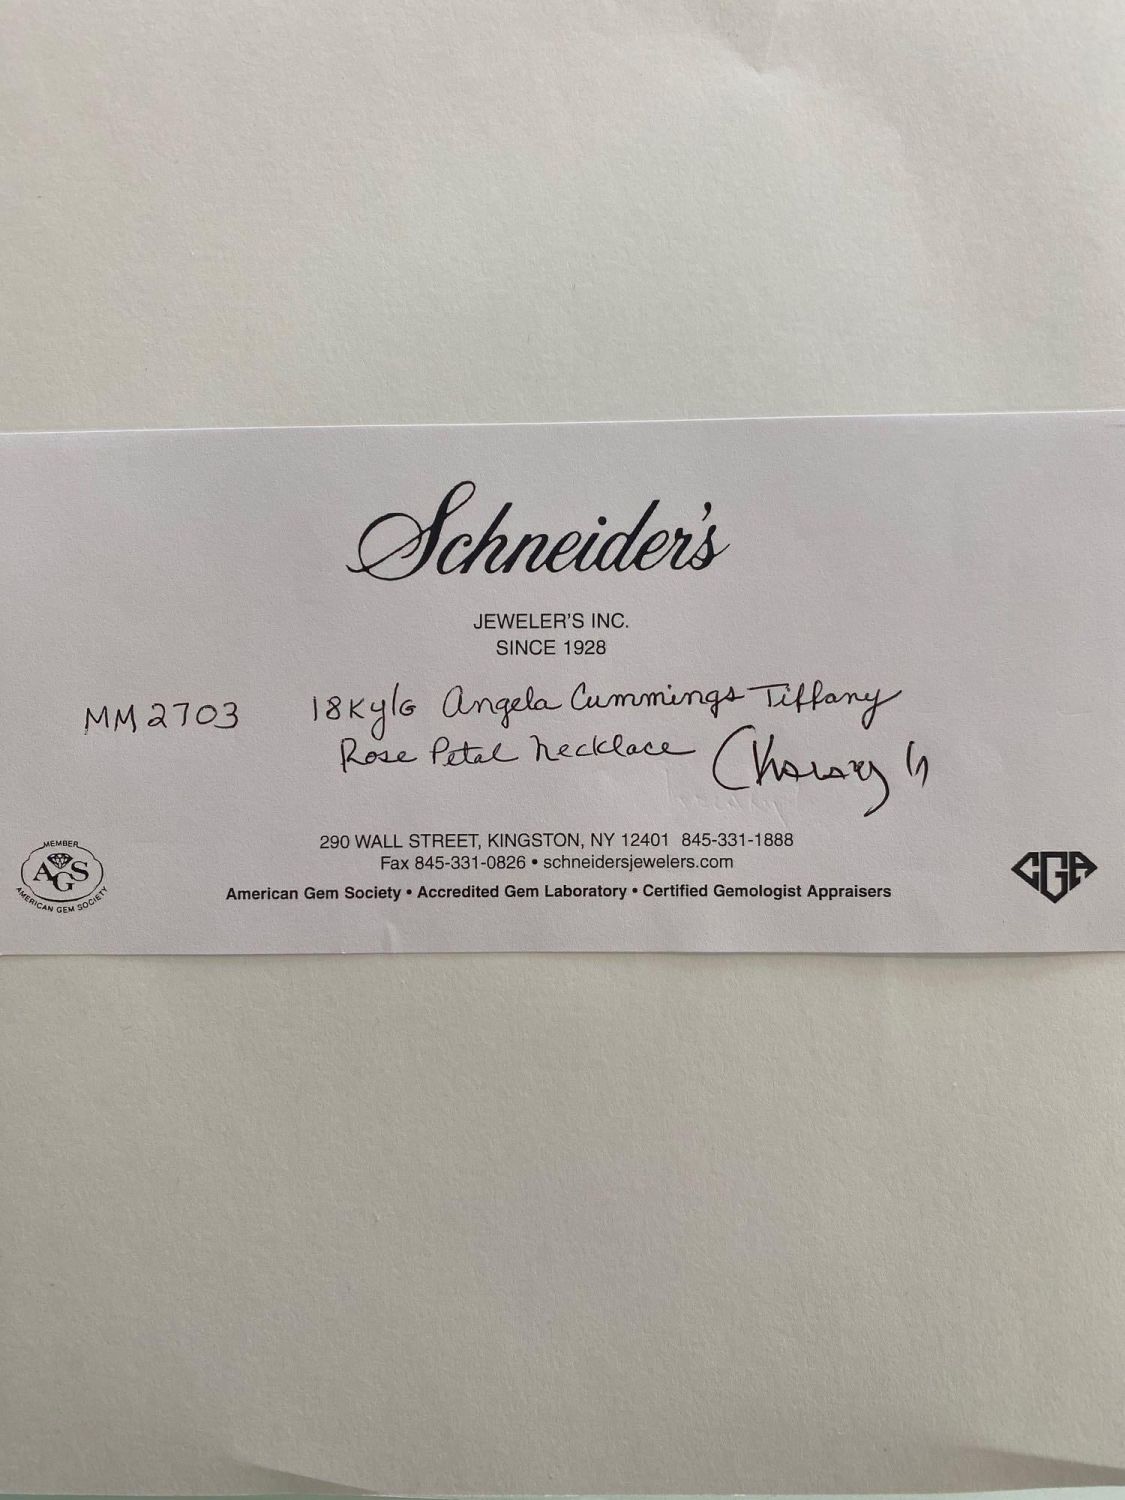 Schneider's
JEWELER'S INC.
SINCE 1928
MM2703 18Ky/G Angela Cummings Tiffany
Rose Petal Necklace
290 WALL STREET, KINGSTON, NY 12401 845-331-1888
Fax 845-331-0826 • schneidersjewelers.com
American Gem Society • Accredited Gem Laboratory • Certified Gemologist Appraisers
MEMBER
AGS
AMERICAN GEM SOCIETY
CGA